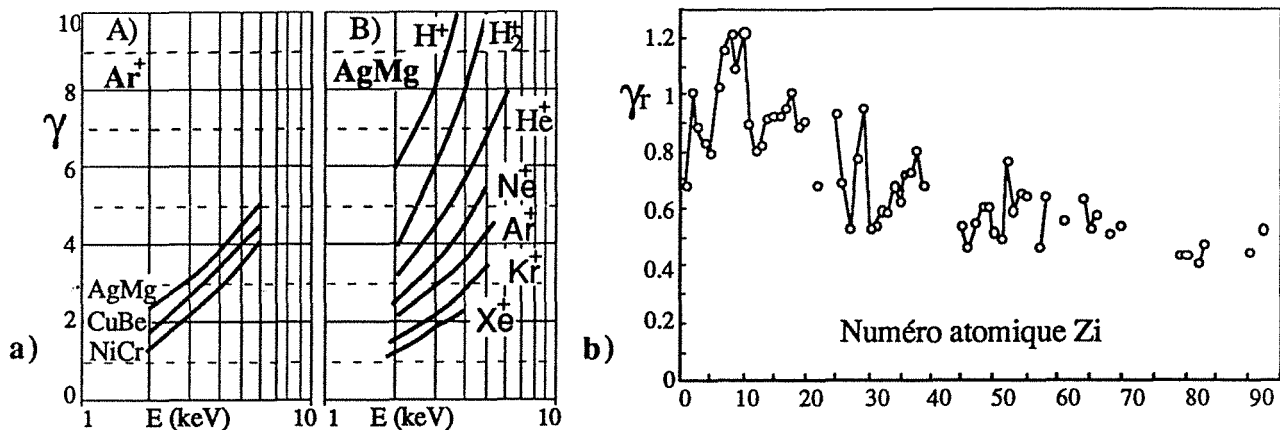 a)
A)
Ar+
γ
10
8
6
4
2
0
AgMg
CuBe
NiCr
1 E (keV) 10
B)
AgMg
H+
H2+
He+
Ne+
Ar+
Kr+
Xe+
1 E (keV) 10
b)
γr
1.2
1
0.8
0.6
0.4
0.2
0
Numéro atomique Zi
0 10 20 30 40 50 60 70 80 90